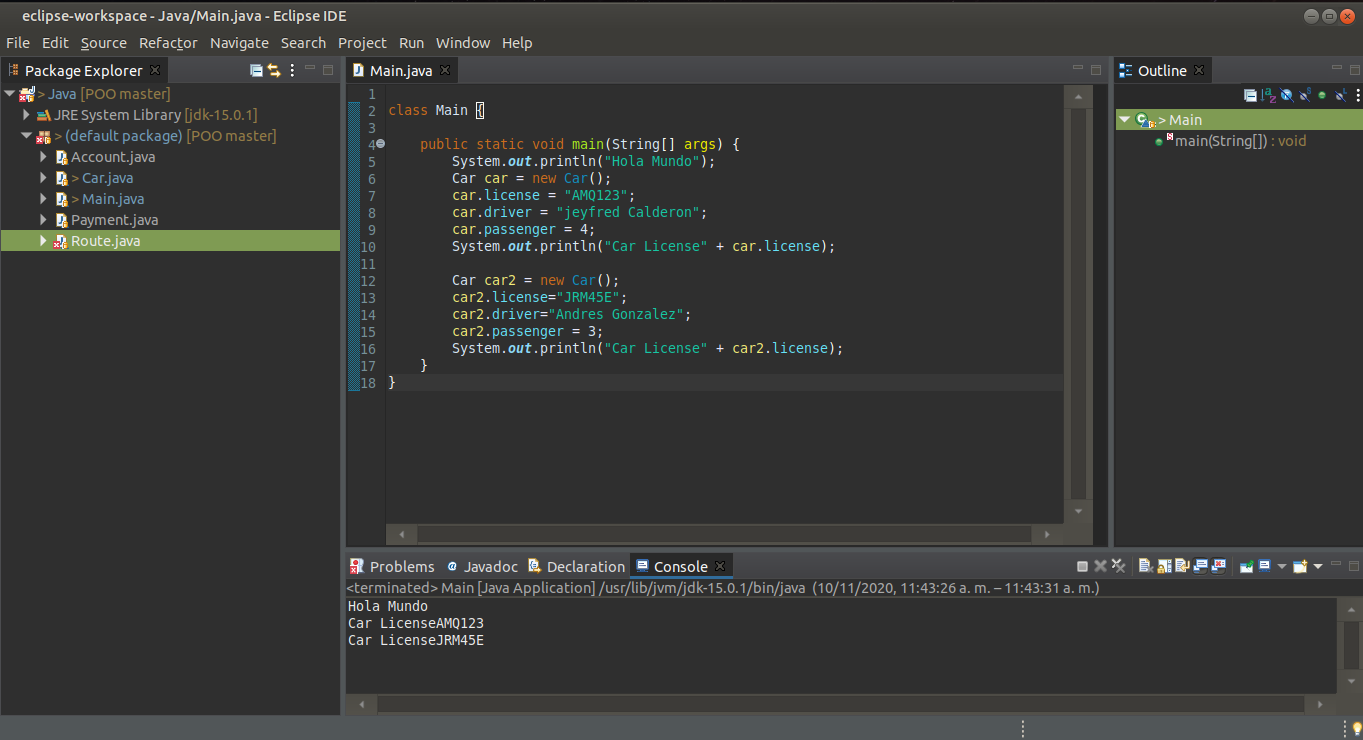 eclipse-workspace - Java/Main.java - Eclipse IDE
File Edit Source Refactor Navigate Search Project Run Window Help
Package Explorer
> Java [POO master]
JRE System Library [jdk-15.0.1]
> (default package) [POO master]
Account.java
> Car.java
> Main.java
Payment.java
Route.java
Main.java
1
2 class Main {
3
4 public static void main(String[] args) {
5 System.out.println("Hola Mundo");
6 Car car = new Car();
7 car.license = "AMQ123";
8 car.driver = "jeyfred Calderon";
9 car.passenger = 4;
10 System.out.println("Car License" + car.license);
11
12 Car car2 = new Car();
13 car2.license="JRM45E";
14 car2.driver="Andres Gonzalez";
15 car2.passenger = 3;
16 System.out.println("Car License" + car2.license);
17 }
18 }
Outline
> Main
main(String[]) : void
Problems Javadoc Declaration Console
<terminated> Main [Java Application] /usr/lib/jvm/jdk-15.0.1/bin/java (10/11/2020, 11:43:26 a. m. – 11:43:31 a. m.)
Hola Mundo
Car LicenseAMQ123
Car LicenseJRM45E